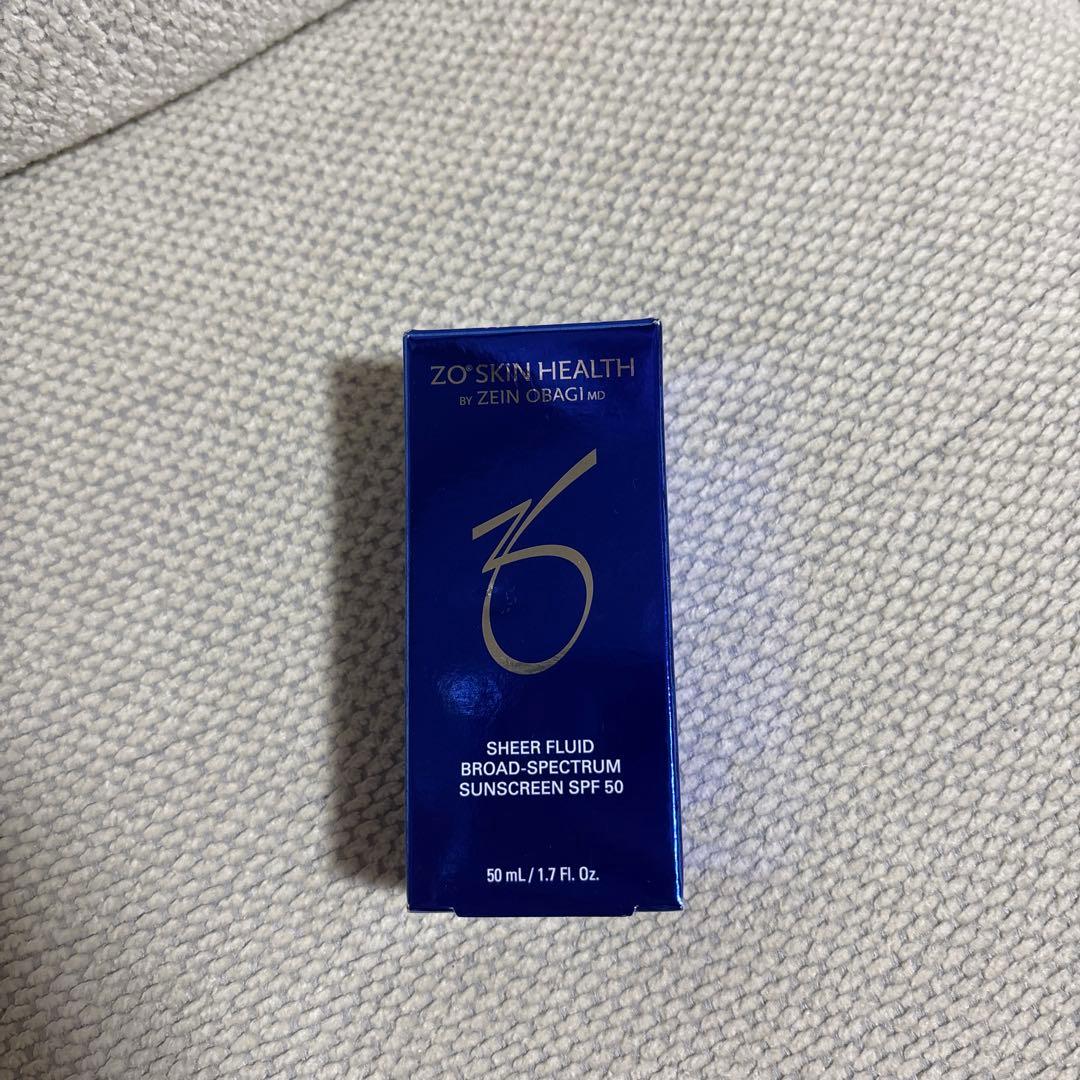 ZO® SKIN HEALTH
BY ZEIN OBAGI MD
SHEER FLUID
BROAD-SPECTRUM
SUNSCREEN SPF 50
50 mL / 1.7 Fl. Oz.